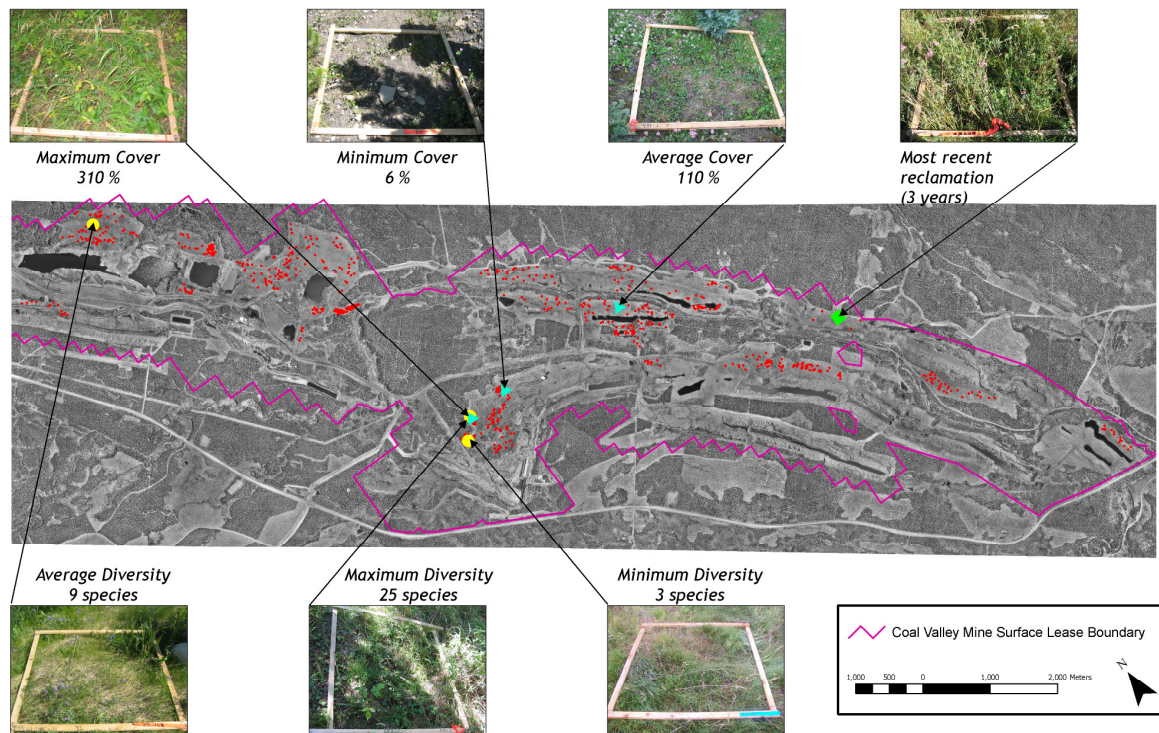 Maximum Cover
310 %
Minimum Cover
6 %
Average Cover
110 %
Most recent
reclamation
(3 years)
Average Diversity
9 species
Maximum Diversity
25 species
Minimum Diversity
3 species
Coal Valley Mine Surface Lease Boundary
N
1,000 500 0 1,000 2,000 Meters